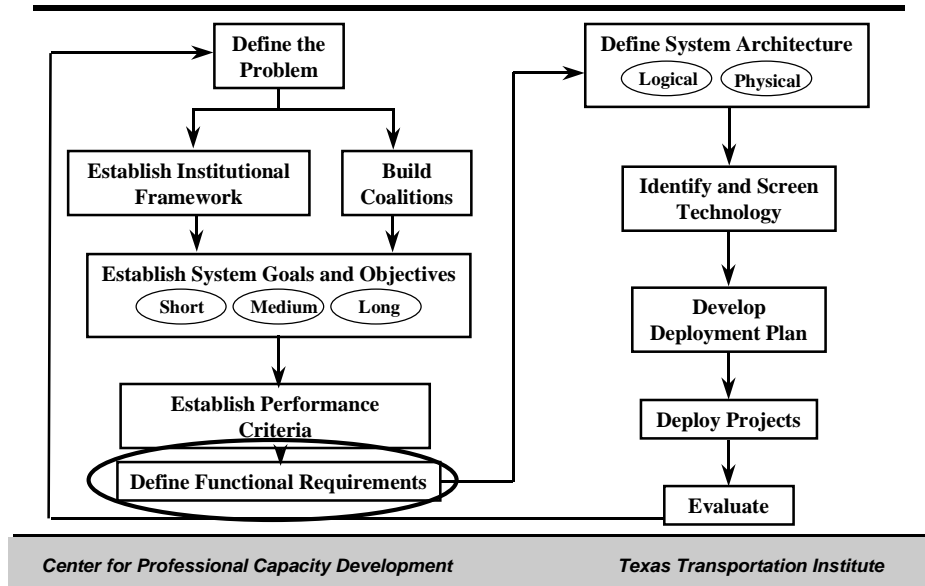 Define the
Problem
Establish Institutional
Framework
Build
Coalitions
Establish System Goals and Objectives
Short Medium Long
Establish Performance
Criteria
Define Functional Requirements
Define System Architecture
Logical Physical
Identify and Screen
Technology
Develop
Deployment Plan
Deploy Projects
Evaluate
Center for Professional Capacity Development Texas Transportation Institute